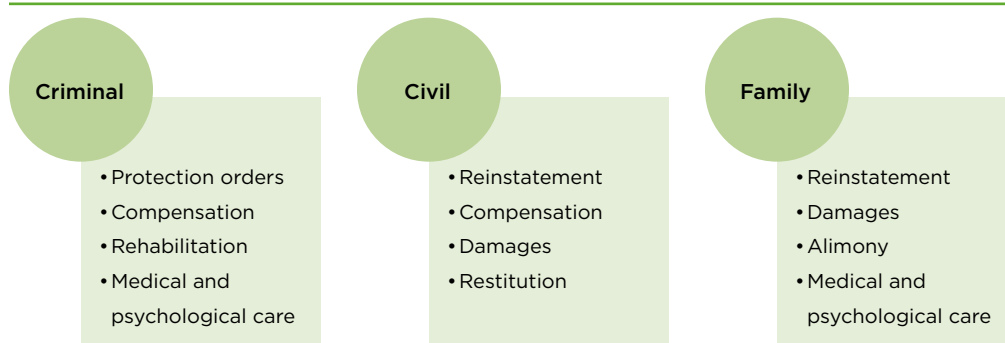 Criminal
• Protection orders
• Compensation
• Rehabilitation
• Medical and
psychological care
Civil
• Reinstatement
• Compensation
• Damages
• Restitution
Family
• Reinstatement
• Damages
• Alimony
• Medical and
psychological care